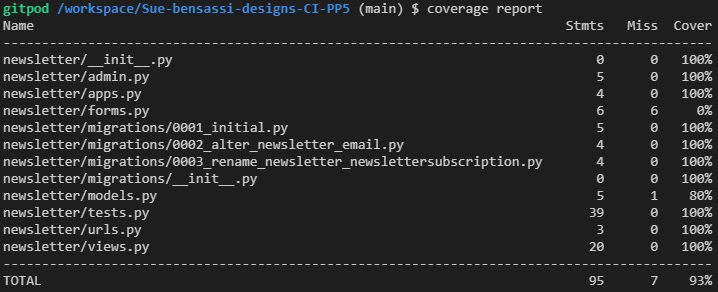 gitpod /workspace/Sue-bensassi-designs-CI-PP5 (main) $ coverage report
Name                                                                Stmts   Miss  Cover
---------------------------------------------------------------------------------------
newsletter/__init__.py                                                  0      0   100%
newsletter/admin.py                                                     5      0   100%
newsletter/apps.py                                                      4      0   100%
newsletter/forms.py                                                     6      6     0%
newsletter/migrations/0001_initial.py                                   5      0   100%
newsletter/migrations/0002_alter_newsletter_email.py                    4      0   100%
newsletter/migrations/0003_rename_newsletter_newslettersubscription.py  4      0   100%
newsletter/migrations/__init__.py                                       0      0   100%
newsletter/models.py                                                    5      1    80%
newsletter/tests.py                                                    39      0   100%
newsletter/urls.py                                                      3      0   100%
newsletter/views.py                                                    20      0   100%
---------------------------------------------------------------------------------------
TOTAL                                                                  95      7    93%